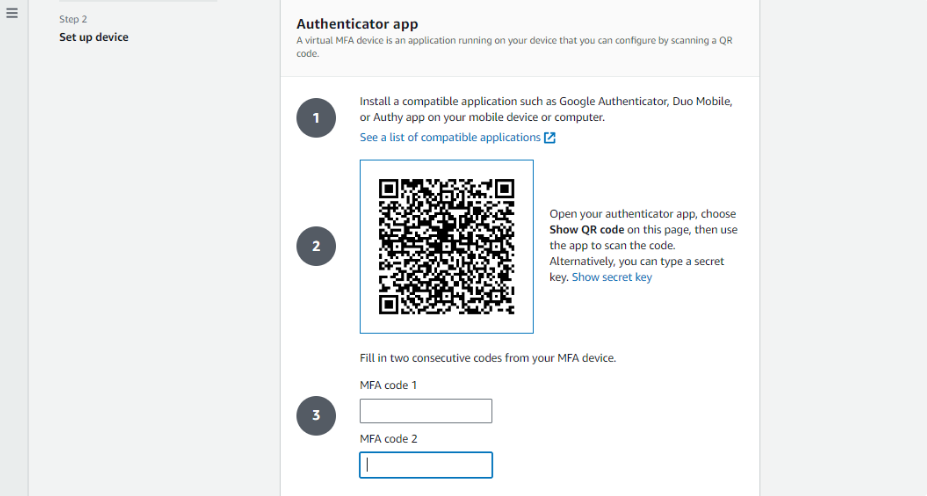 Step 2
Set up device
Authenticator app
A virtual MFA device is an application running on your device that you can configure by scanning a QR
code.
1
Install a compatible application such as Google Authenticator, Duo Mobile,
or Authy app on your mobile device or computer.
See a list of compatible applications
2
Open your authenticator app, choose
Show QR code on this page, then use
the app to scan the code.
Alternatively, you can type a secret
key. Show secret key
Fill in two consecutive codes from your MFA device.
3
MFA code 1
MFA code 2